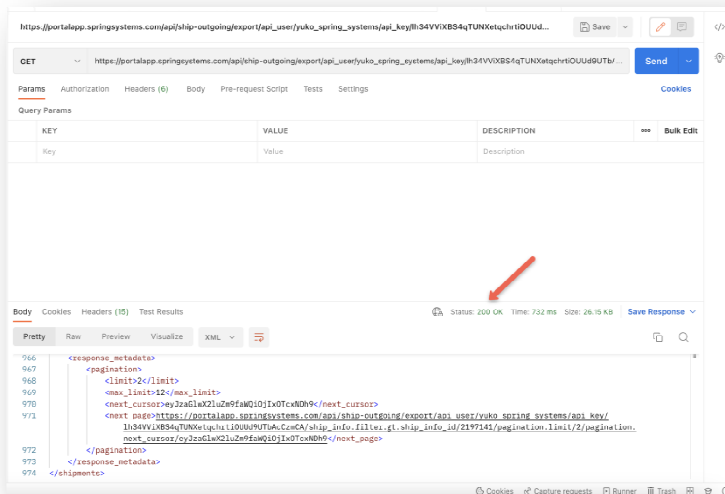 https://portalapp.springsystems.com/api/ship-outgoing/export/api_user/yuko_spring_systems/api_key/lh34VViXBS4qTUNXetqchrtiOUUd...
Save
GET https://portalapp.springsystems.com/api/ship-outgoing/export/api_user/yuko_spring_systems/api_key/lh34VViXBS4qTUNXetqchrtiOUUd9UTb/...
Send
Params Authorization Headers (6) Body Pre-request Script Tests Settings Cookies
Query Params
KEY VALUE DESCRIPTION ooo Bulk Edit
Key Value Description
Body Cookies Headers (15) Test Results Status: 200 OK Time: 732 ms Size: 26.15 KB Save Response
Pretty Raw Preview Visualize XML
966 <response_metadata>
967 <pagination>
968 <limit>2</limit>
969 <max_limit>12</max_limit>
970 <next_cursor>eyJzaGlwX2luZm9faWQiOjIxOTcxNDh9</next_cursor>
971 <next_page>https://portalapp.springsystems.com/api/ship-outgoing/export/api_user/yuko_spring_systems/api_key/
lh34VViXBS4qTUNXetqchrtiOUUd9UTbAcCzmCA/ship_info.filter.gt.ship_info_id/2197141/pagination.limit/2/pagination.
next_cursor/eyJzaGlwX2luZm9faWQiOjIxOTcxNDh9</next_page>
972 </pagination>
973 </response_metadata>
974 </shipments>
Cookies Capture requests Runner Trash